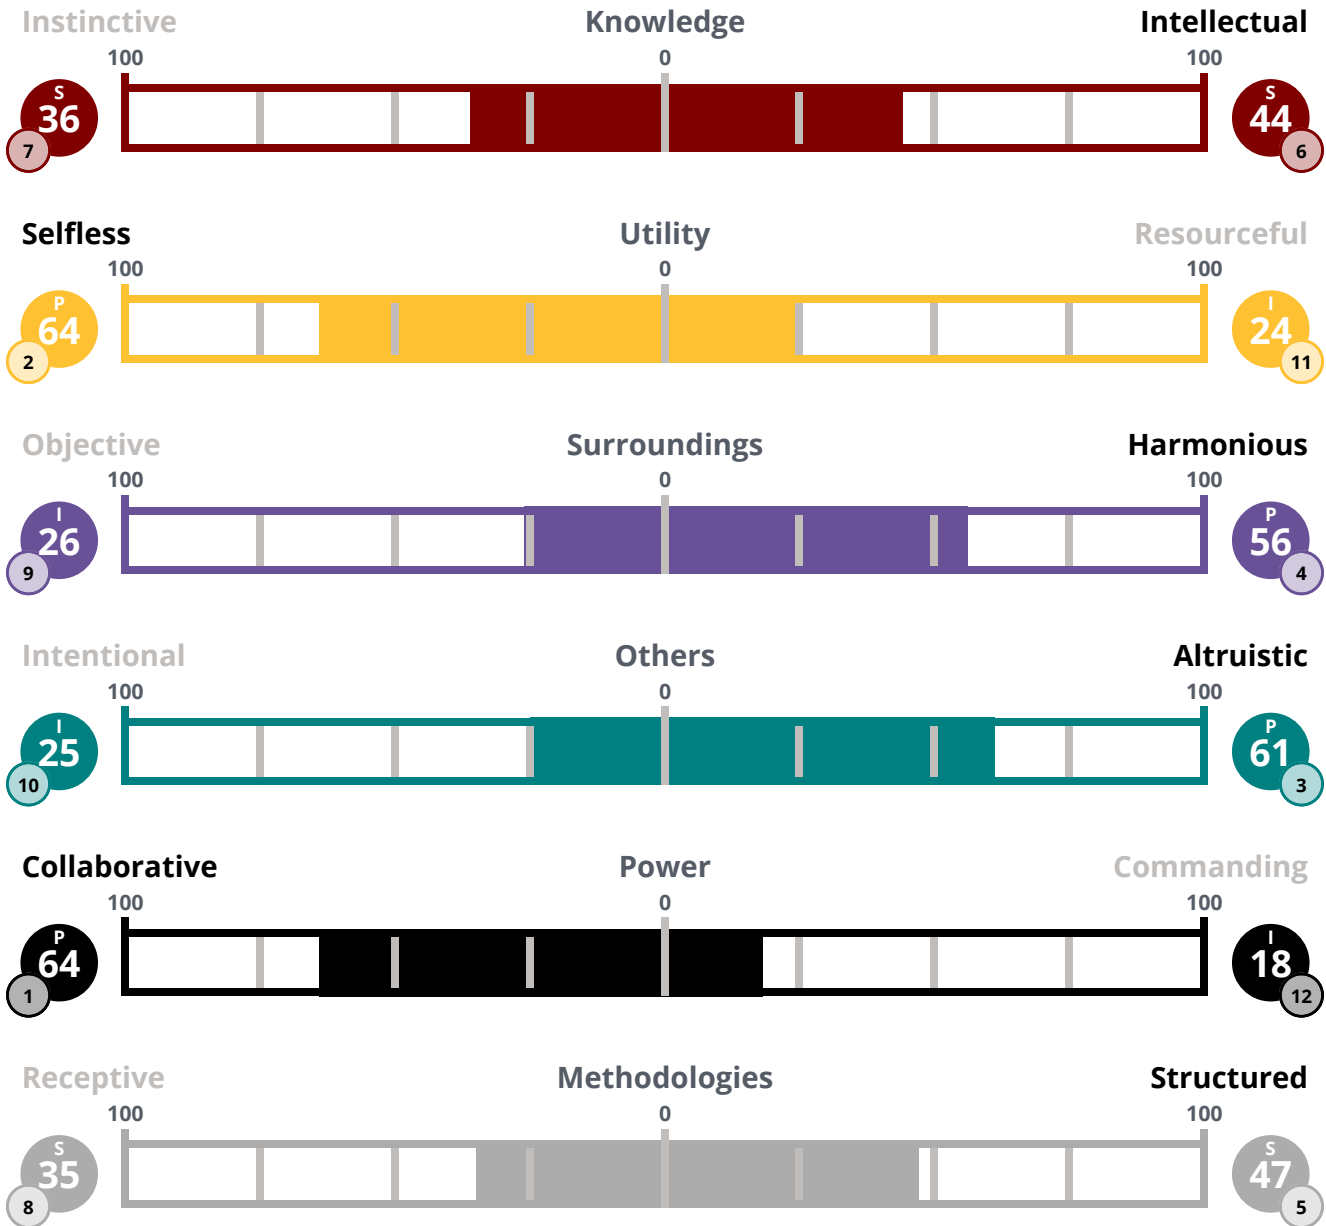 Instinctive Knowledge Intellectual
100 0 100
S S
36 44
7 6
Selfless Utility Resourceful
100 0 100
P I
64 24
2 11
Objective Surroundings Harmonious
100 0 100
I P
26 56
9 4
Intentional Others Altruistic
100 0 100
I P
25 61
10 3
Collaborative Power Commanding
100 0 100
P I
64 18
1 12
Receptive Methodologies Structured
100 0 100
S S
35 47
8 5